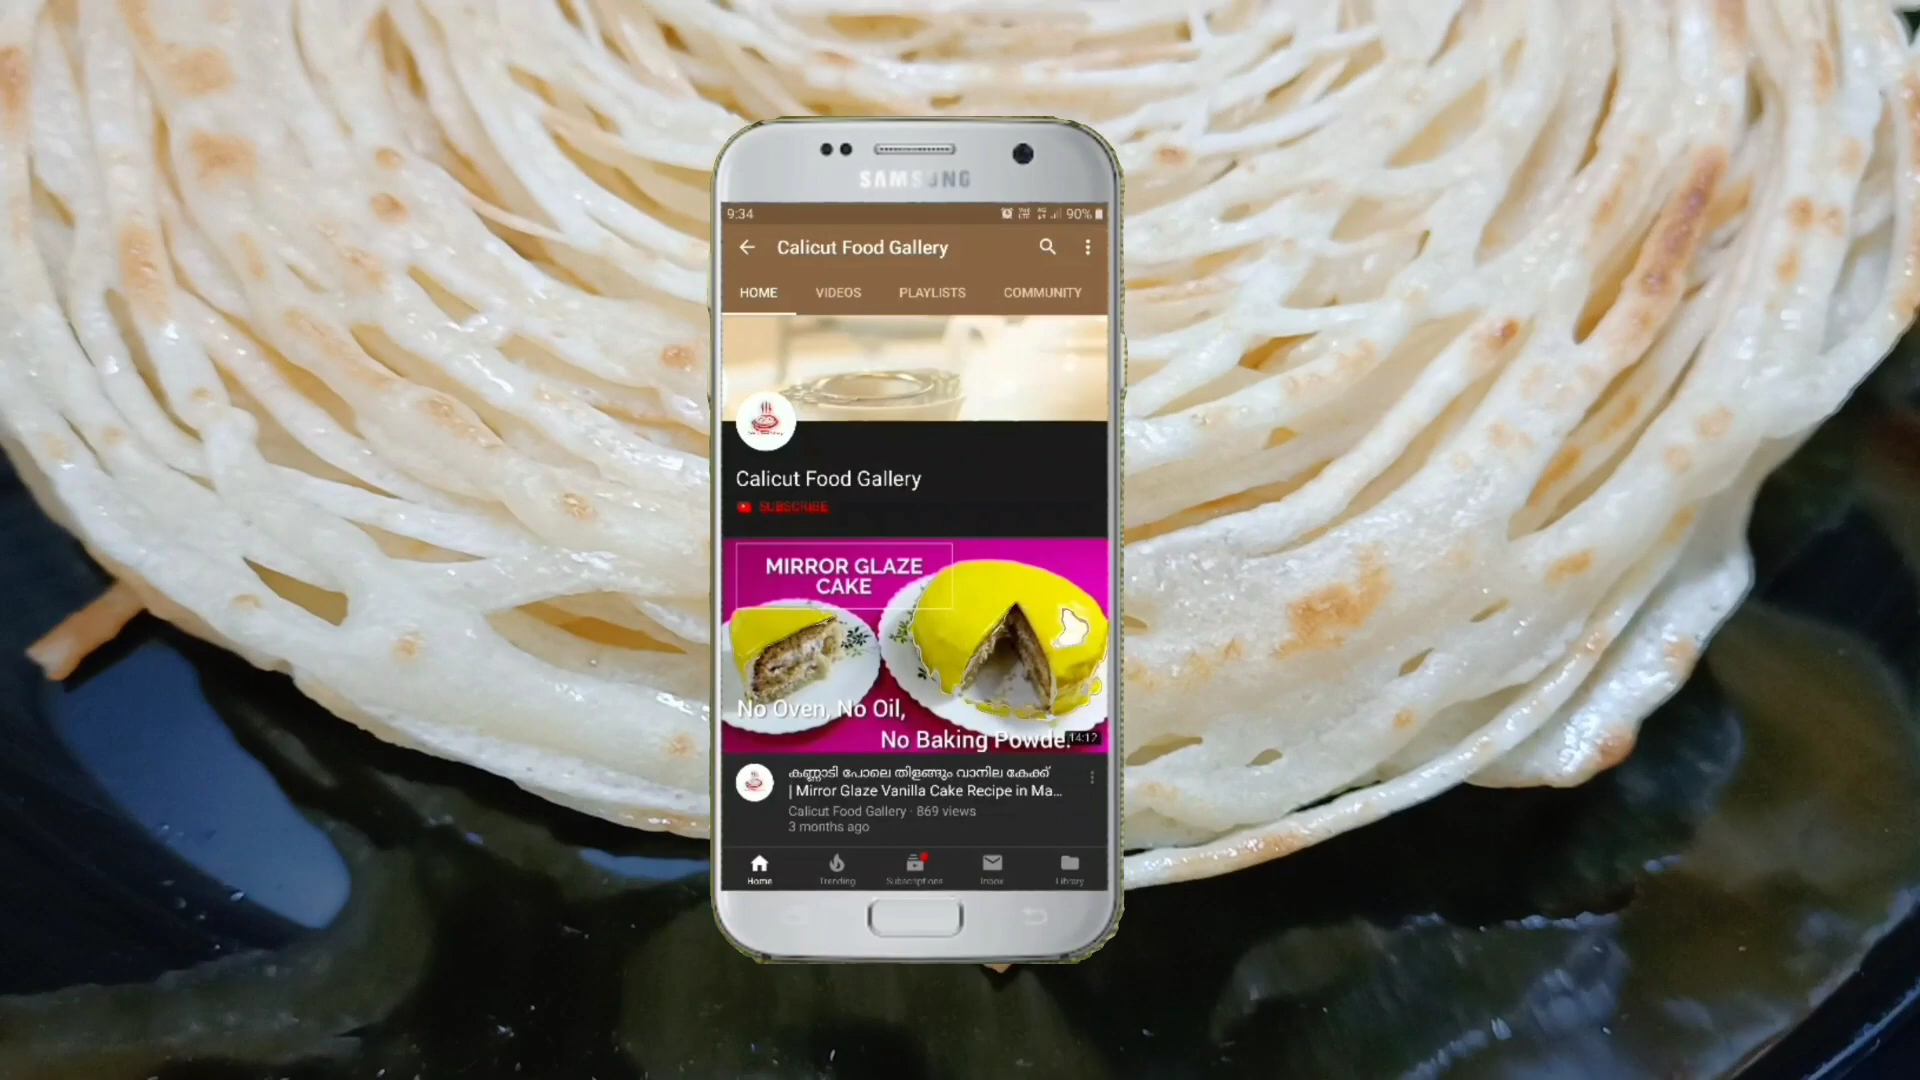 SAMSUNG
9:34
90%
Calicut Food Gallery
HOME VIDEOS PLAYLISTS COMMUNITY
Calicut Food Gallery
SUBSCRIBE
MIRROR GLAZE
CAKE
No Oven, No Oil,
No Baking Powde.
14:12
കണ്ണാടി പോലെ തിളങ്ങും വാനില കേക്ക്
| Mirror Glaze Vanilla Cake Recipe in Ma...
Calicut Food Gallery · 869 views
3 months ago
Home Trending Subscriptions Inbox Library